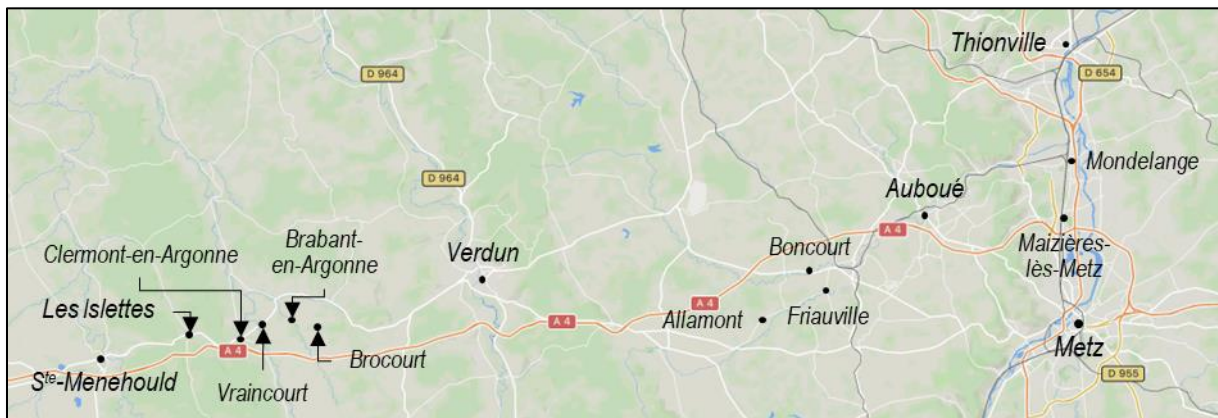 Thionville
D 964
D 654
Mondelange
D 964
Auboué
Clermont-en-Argonne
Brabant-
en-Argonne
Verdun
Boncourt
A 4
Maizières-
lès-Metz
Les Islettes
A 4
A 4
Allamont
Friauville
Metz
Sᵗᵉ-Menehould
A 4
Brocourt
Vraincourt
D 955